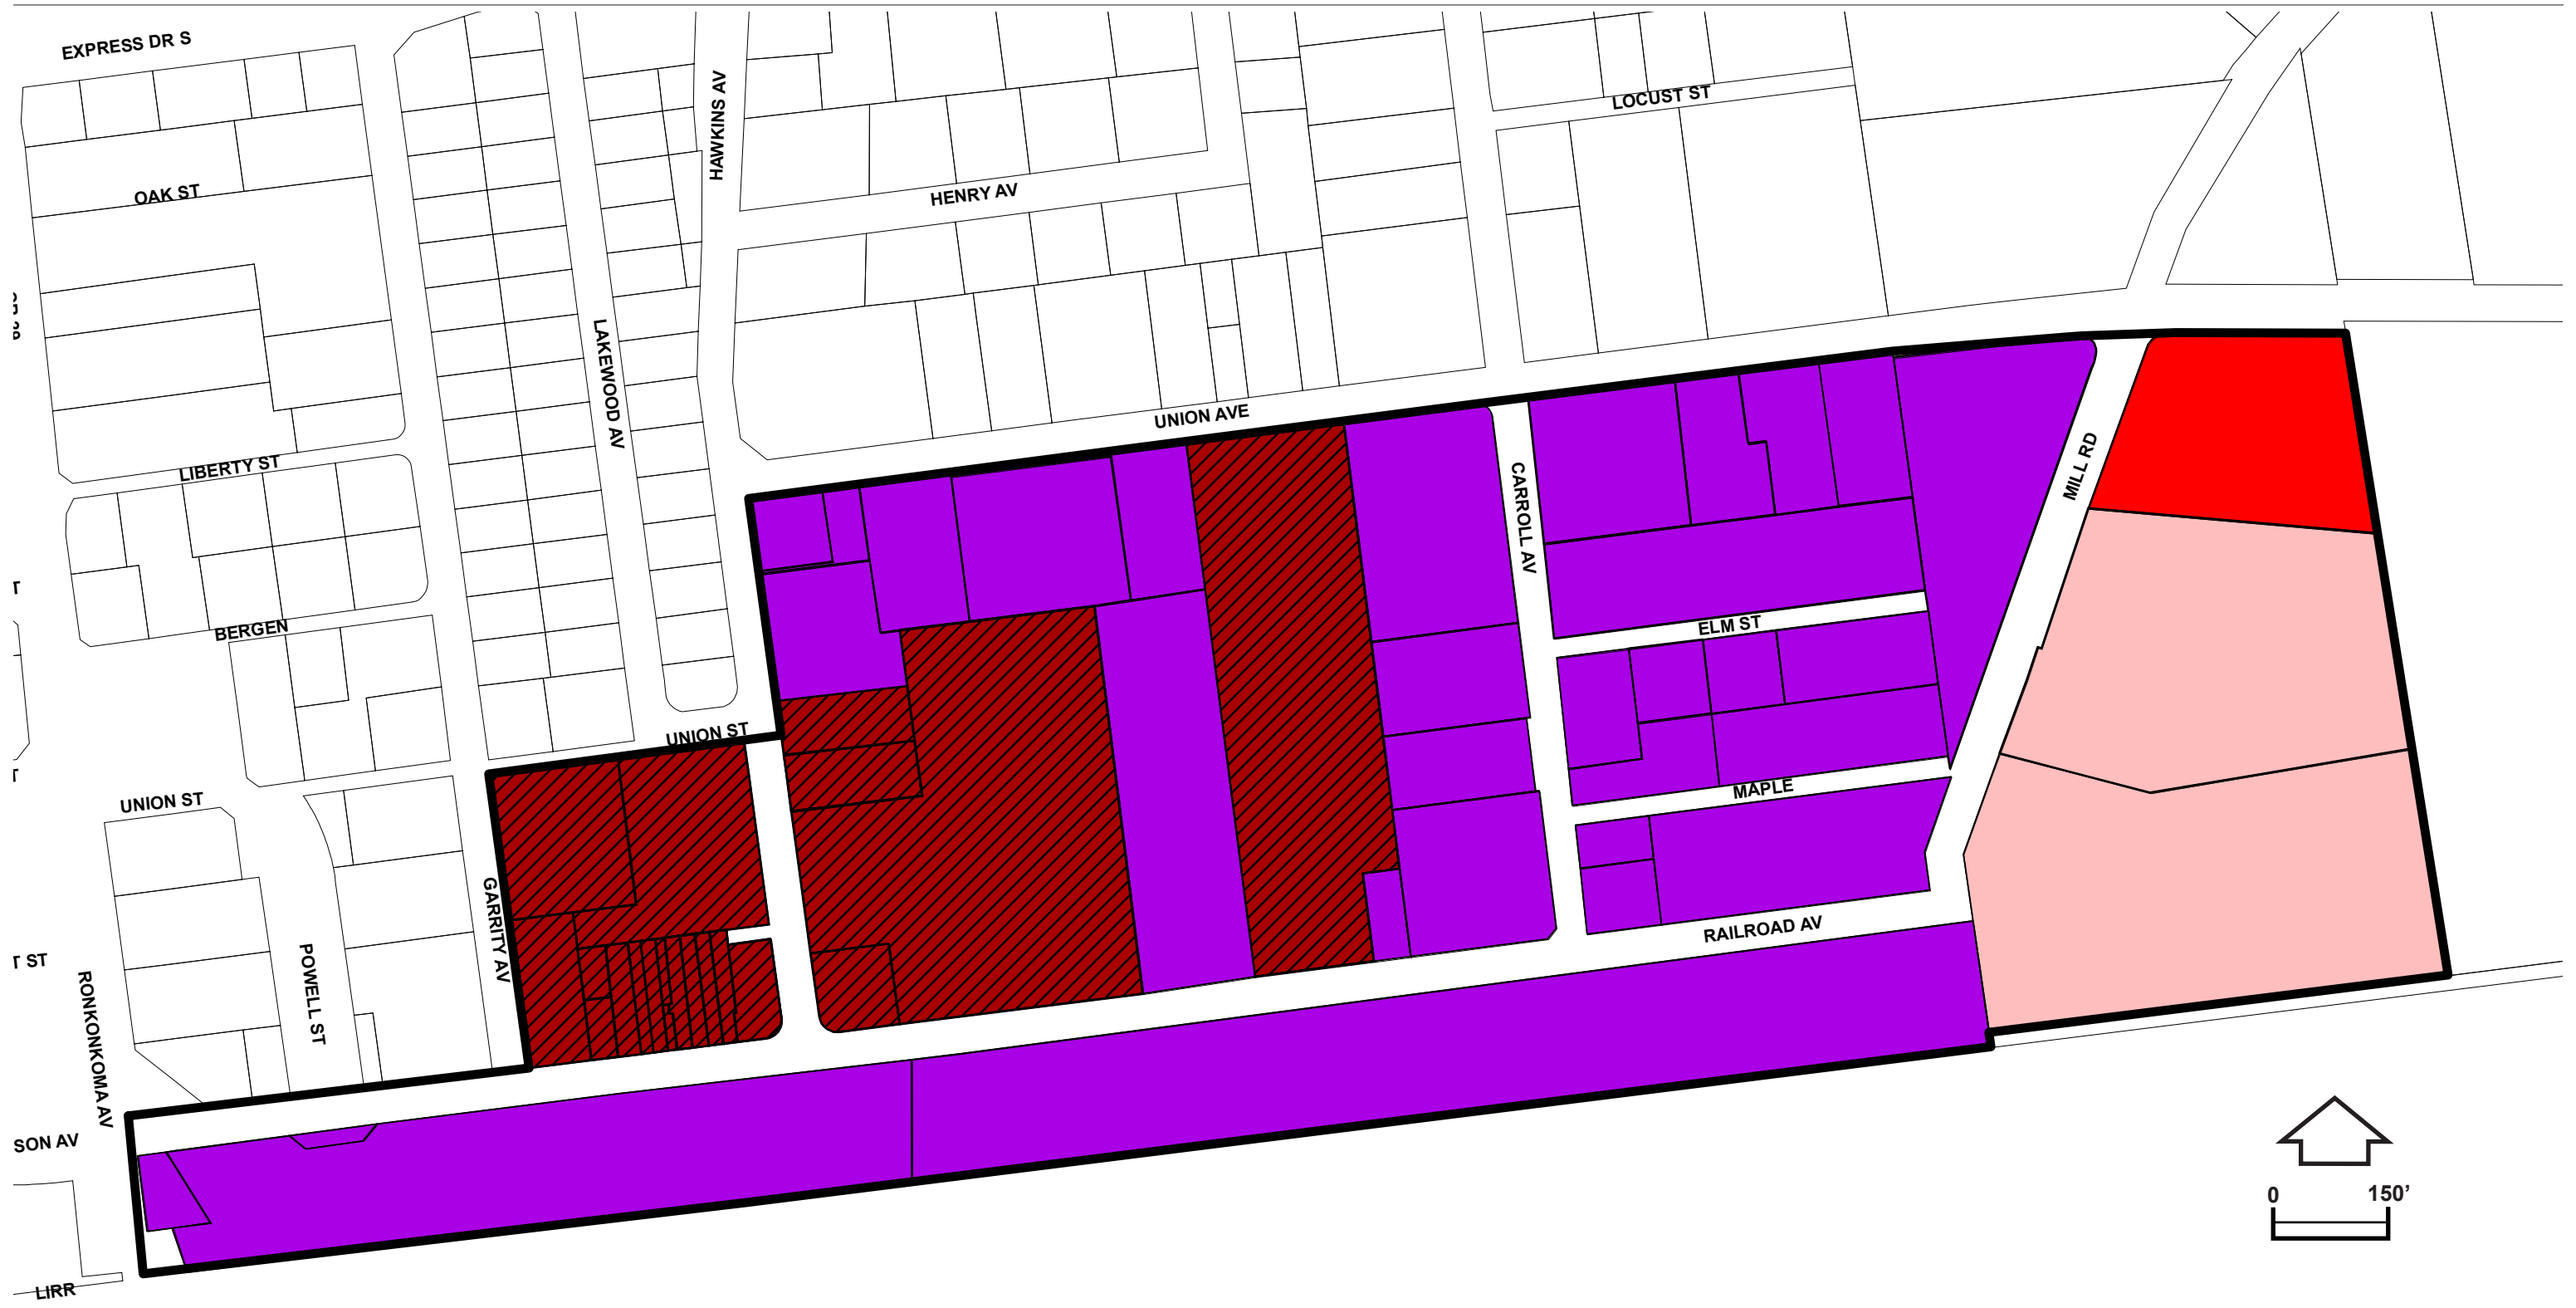 EXPRESS DR S
OAK ST
HAWKINS AV
LOCUST ST
HENRY AV
LAKEWOOD AV
UNION AVE
LIBERTY ST
MILL RD
CARROLL AV
BERGEN
ELM ST
UNION ST
MAPLE
UNION ST
GARRITY AV
RAILROAD AV
POWELL ST
T ST
RONKONKOMA AV
SON AV
0 150’
LIRR